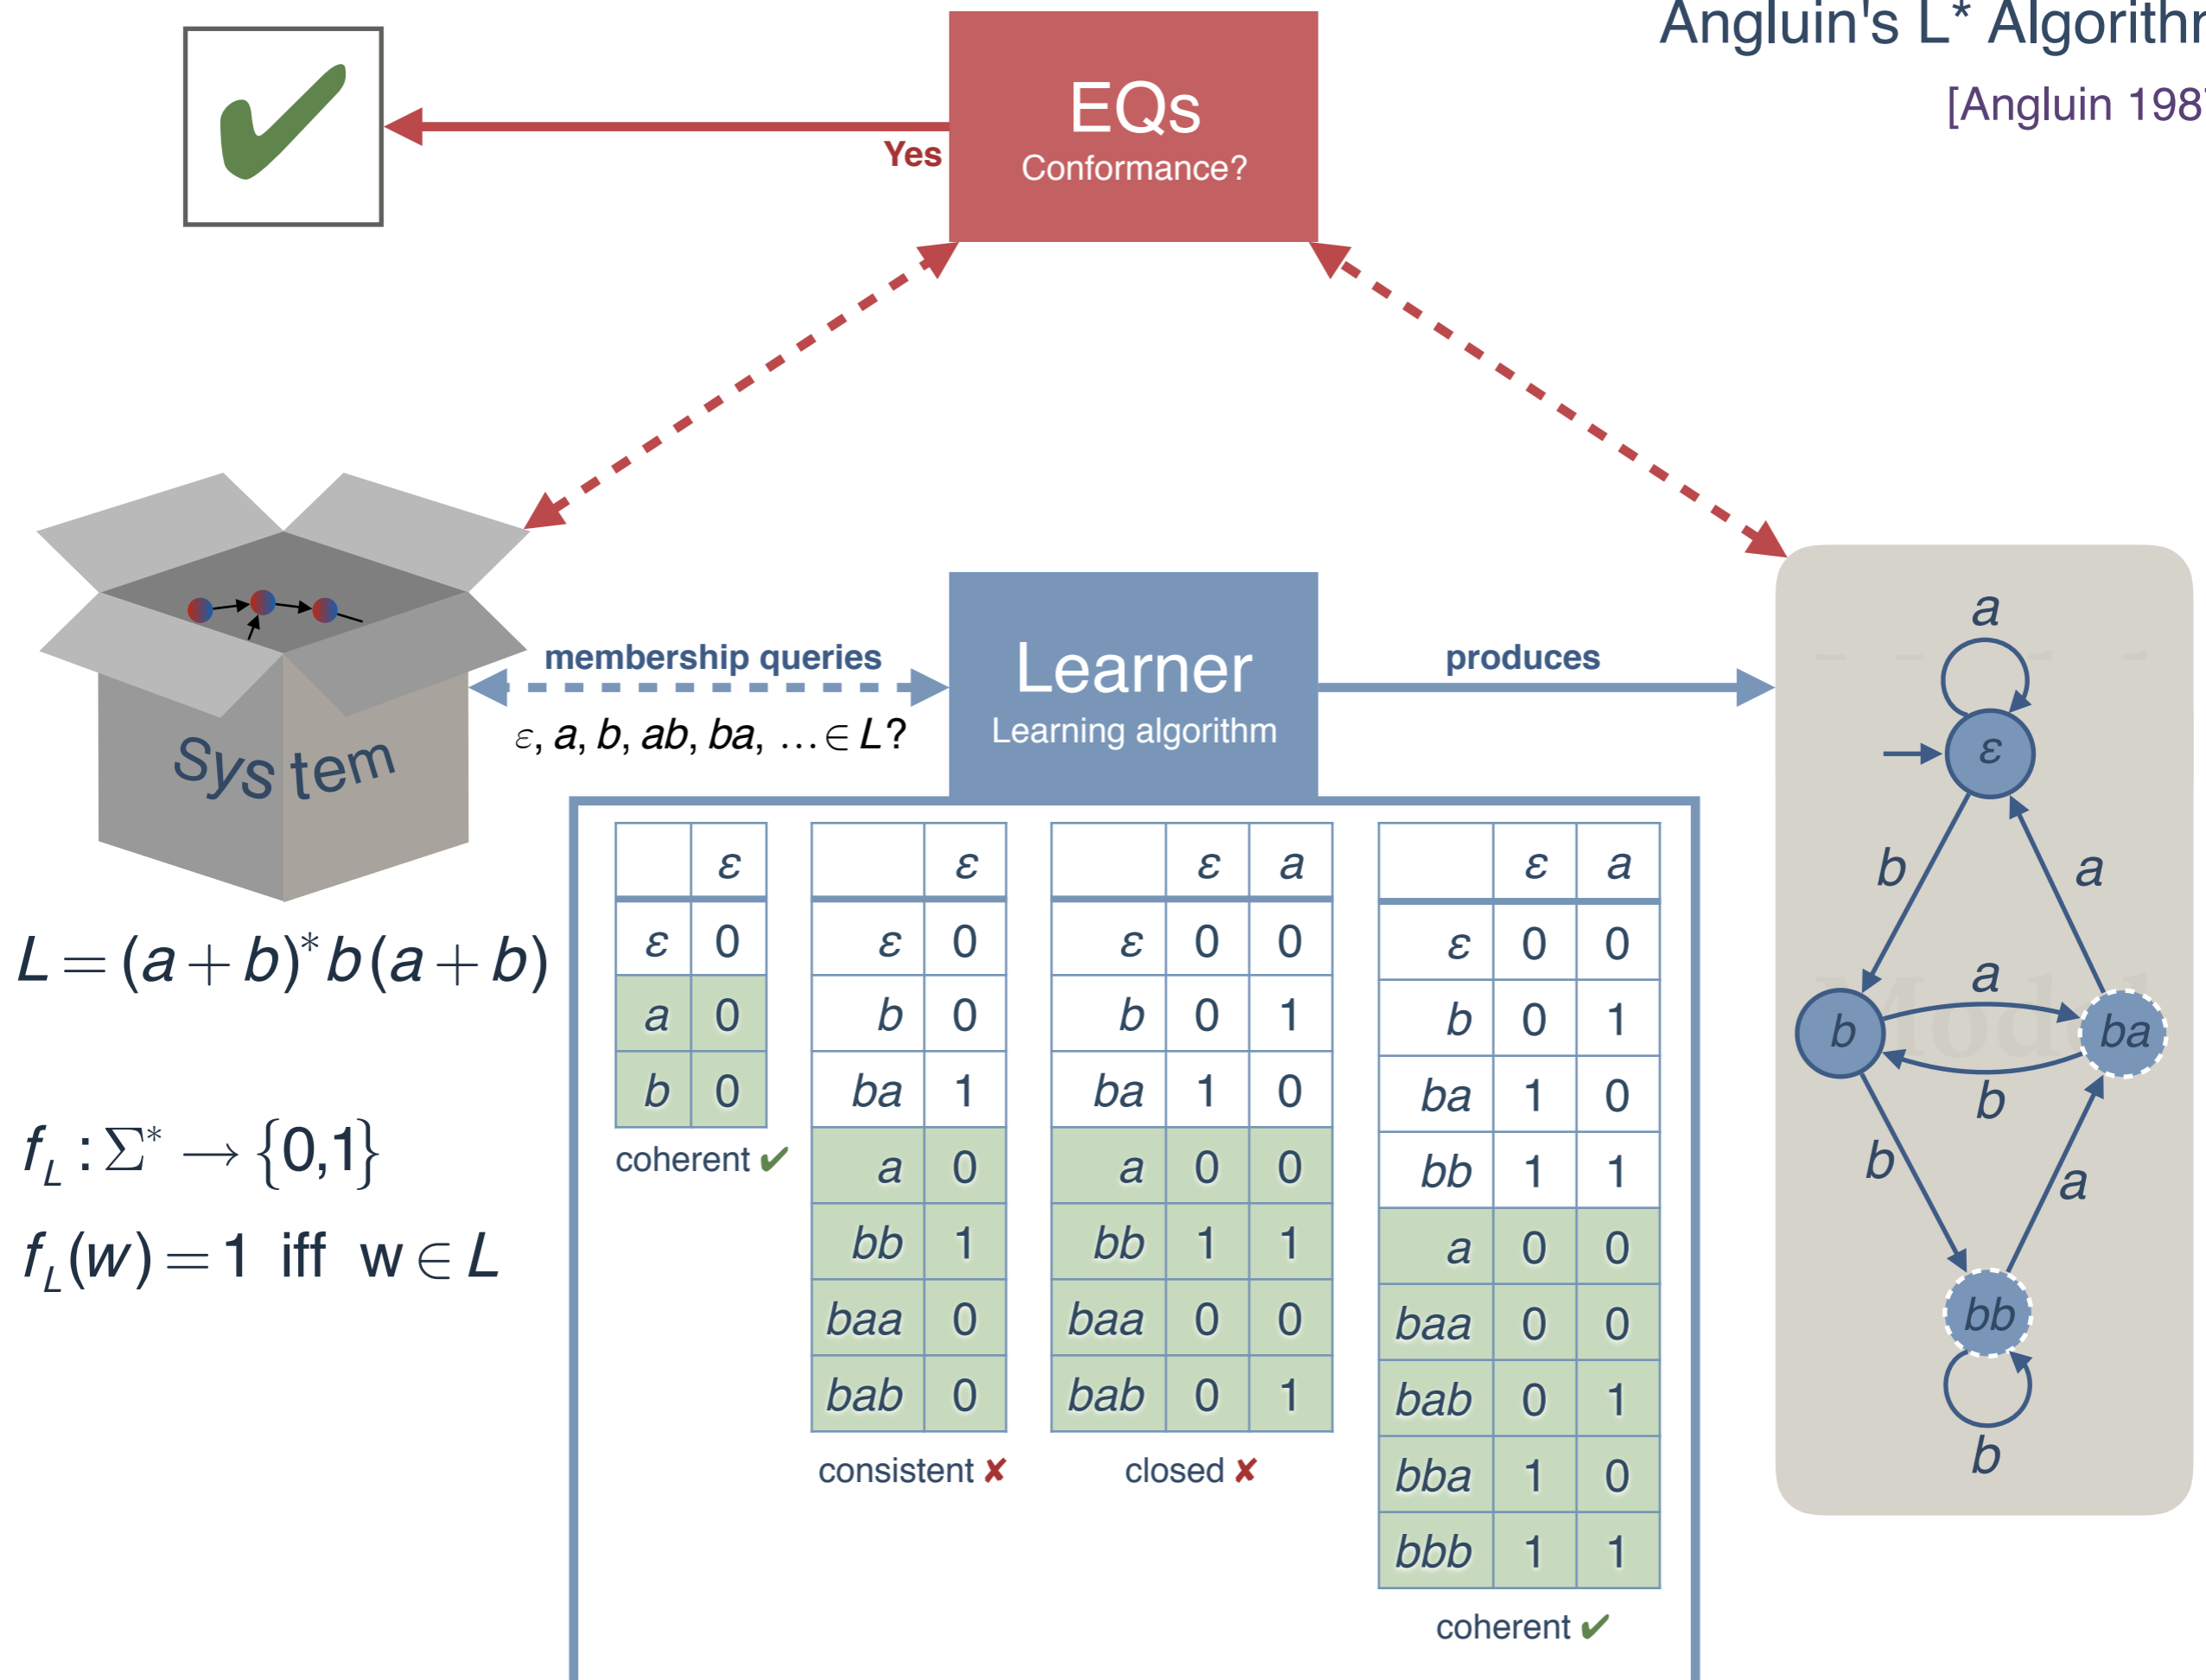 Angluin's L* Algorithm
[Angluin 1987
EQs
Conformance?
Yes
System
membership queries
ε, a, b, ab, ba, … ∈ L?
Learner
Learning algorithm
produces
L = (a + b)* b (a + b)
f_L : Σ* → {0,1}
f_L(w) = 1 iff w ∈ L
ε
ε 0
a 0
b 0
coherent ✔
ε
ε 0
b 0
ba 1
a 0
bb 1
baa 0
bab 0
consistent ✘
ε a
ε 0 0
b 0 1
ba 1 0
a 0 0
bb 1 1
baa 0 0
bab 0 1
closed ✘
ε a
ε 0 0
b 0 1
ba 1 0
bb 1 1
a 0 0
baa 0 0
bab 0 1
bba 1 0
bbb 1 1
coherent ✔
a
ε
b a
a
b ba
b
b a
bb
b